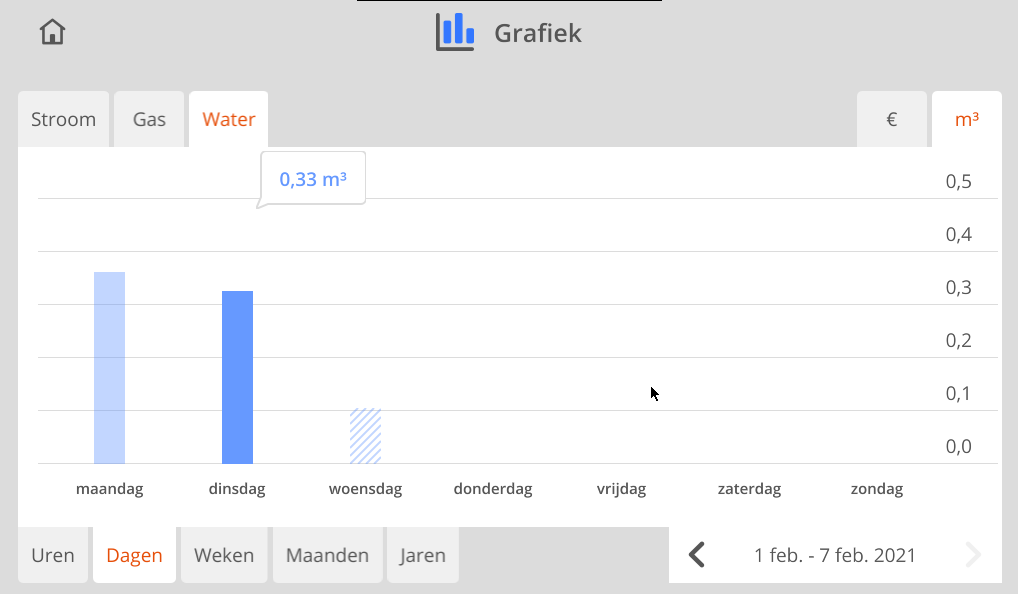 Grafiek
Stroom Gas Water € m³
0,33 m³
0,5
0,4
0,3
0,2
0,1
0,0
maandag dinsdag woensdag donderdag vrijdag zaterdag zondag
Uren Dagen Weken Maanden Jaren 1 feb. - 7 feb. 2021